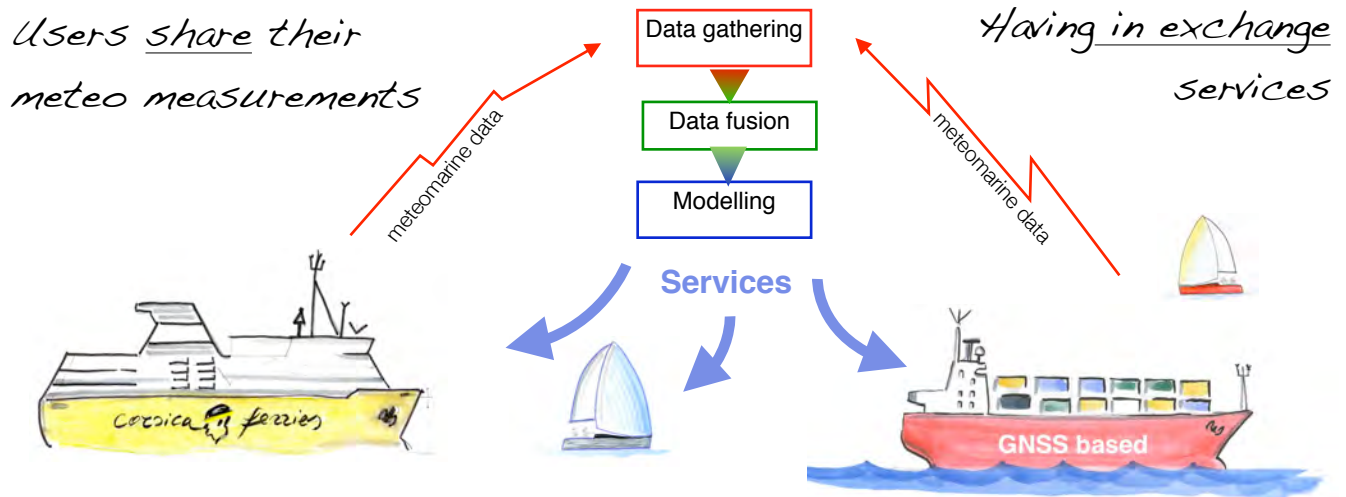 Users share their
meteo measurements
Data gathering
Having in exchange
services
Data fusion
Modelling
meteomarine data
meteomarine data
Services
corsica ferries
GNSS based